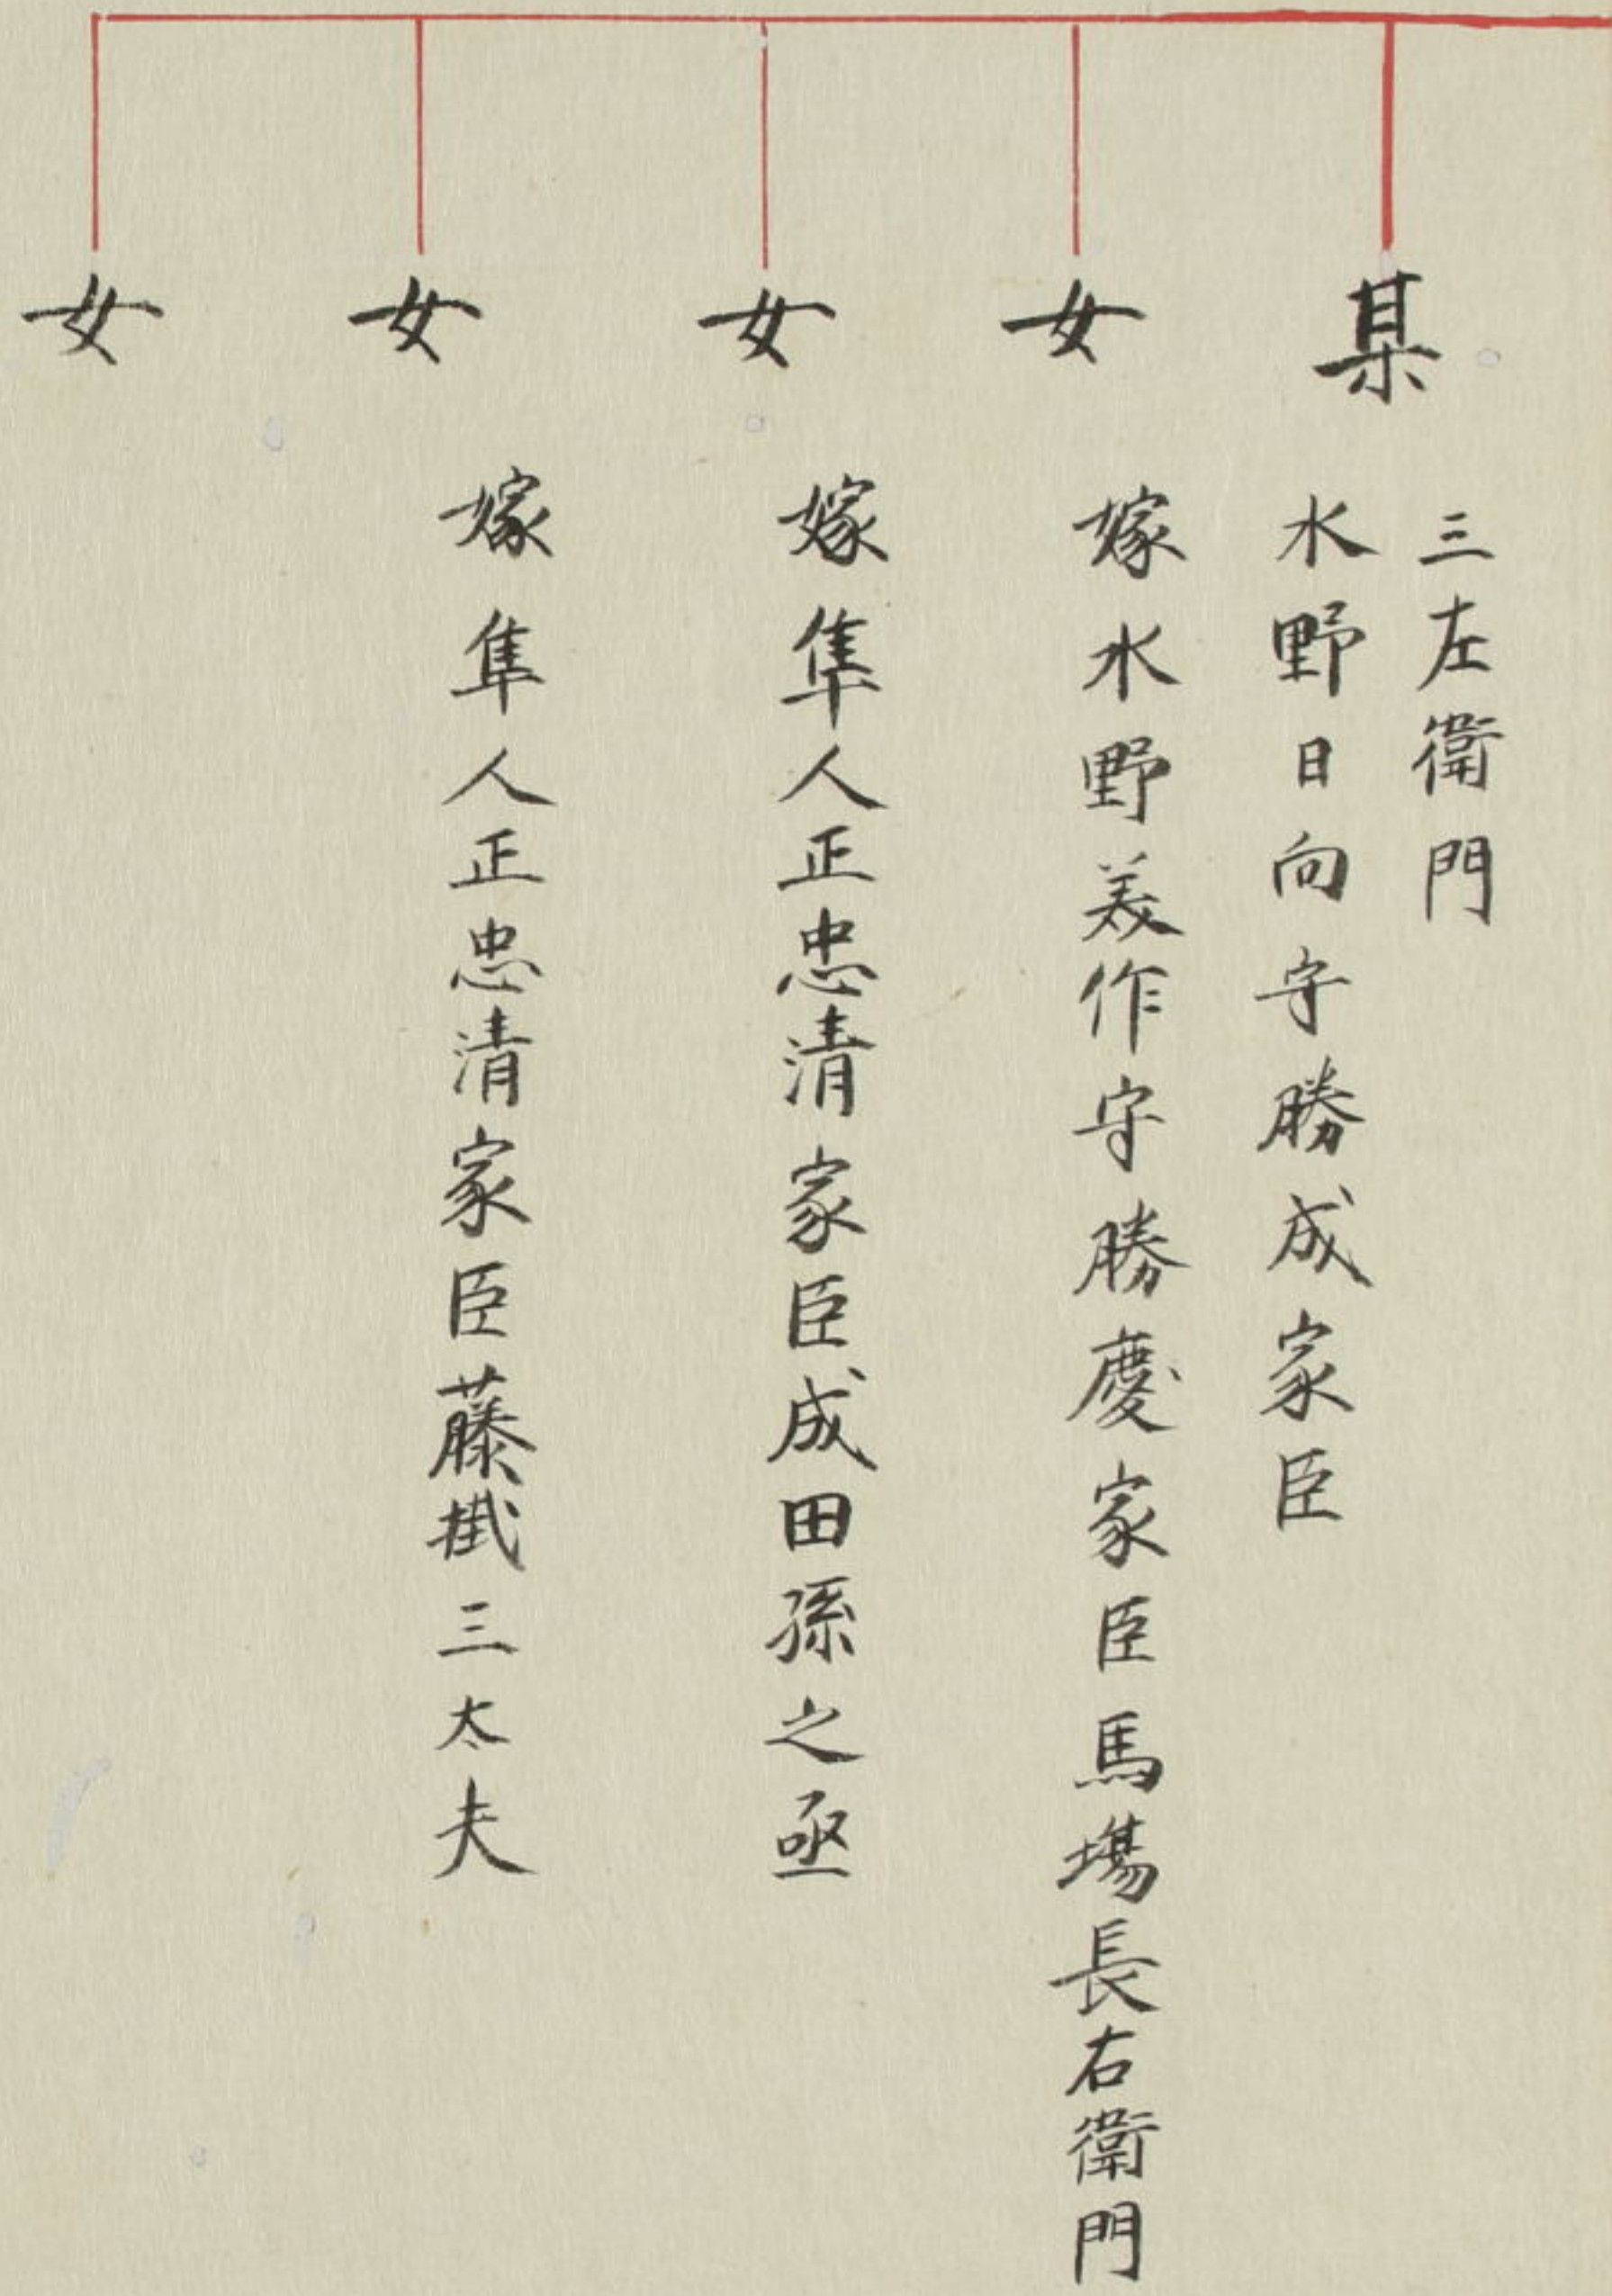 某
三左衛門
水野日向守勝成家臣
女
嫁水野美作守勝慶家臣馬場長右衛門
女
嫁隼人正忠清家臣成田孫之丞
女
嫁隼人正忠清家臣藤掛三太夫
女